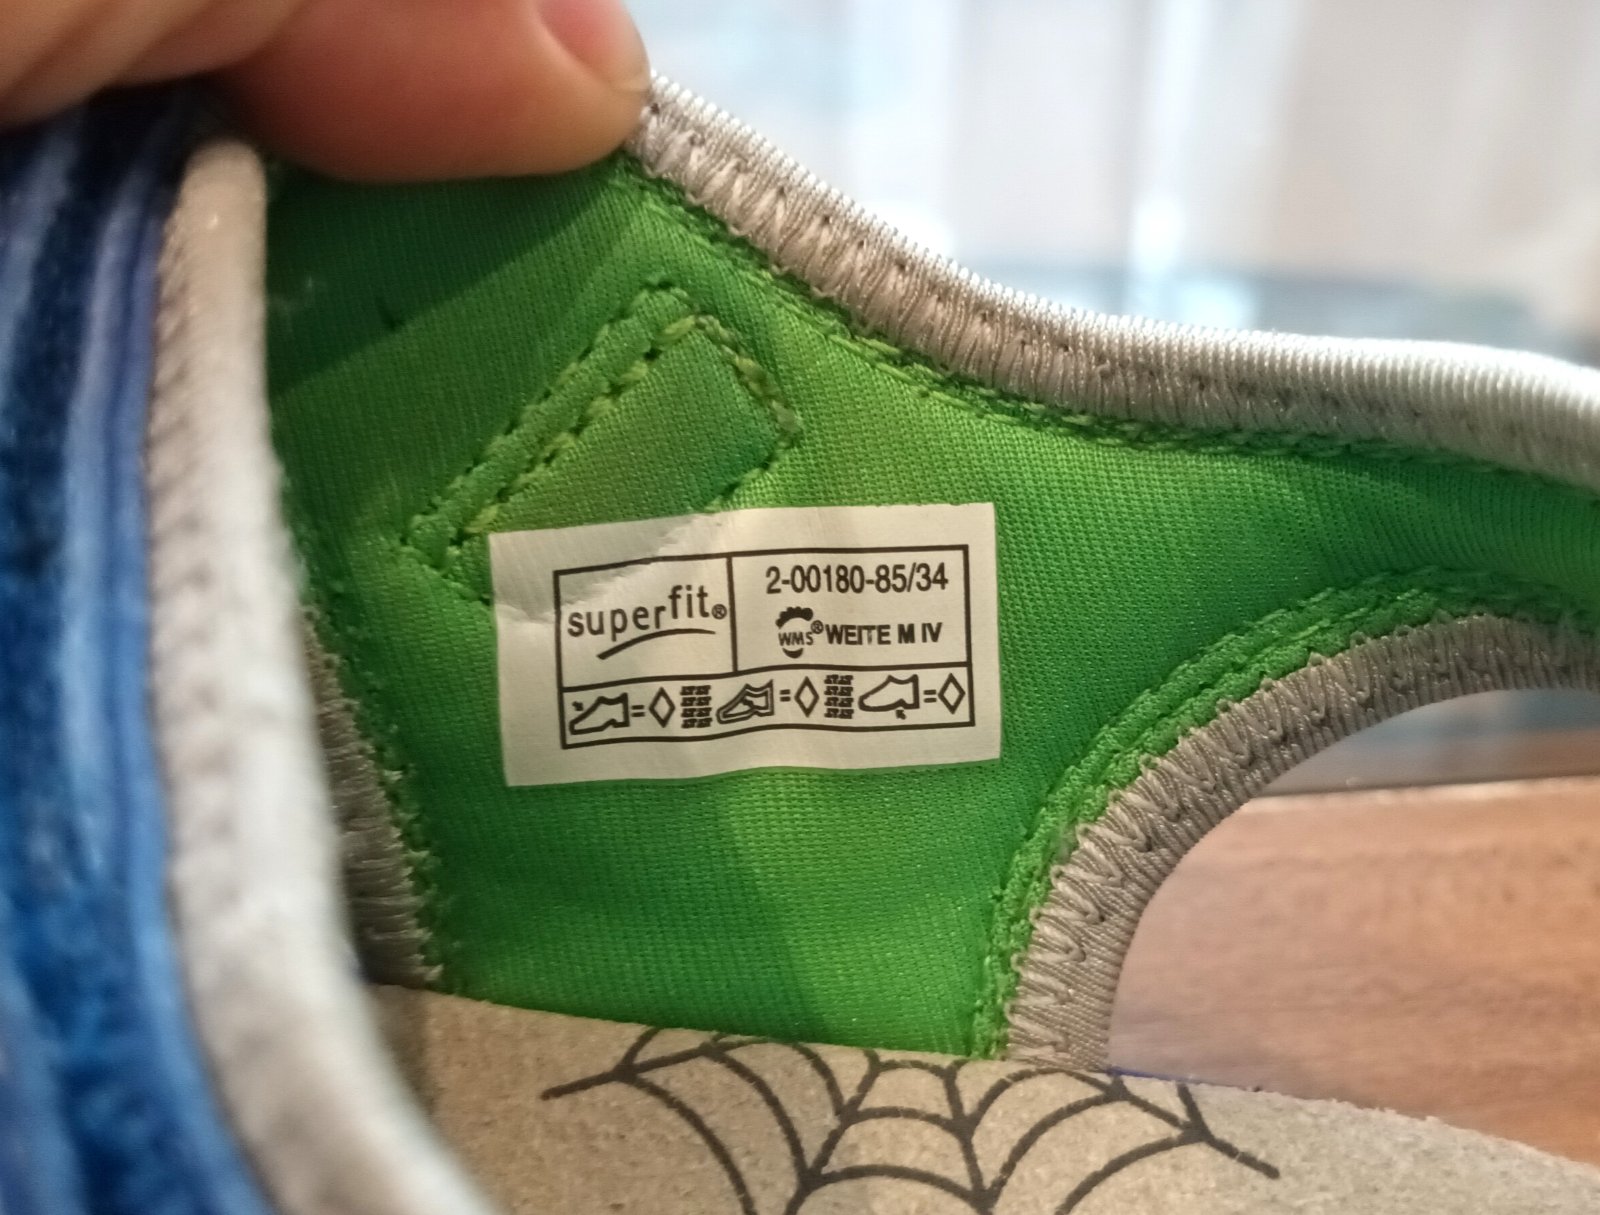 superfit®
2-00180-85/34
WMS® WEITE M IV